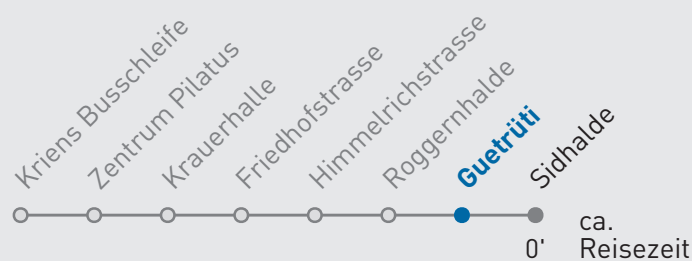 Kriens Busschleife
Zentrum Pilatus
Krauerhalle
Friedhofstrasse
Himmelrichstrasse
Roggernhalde
Guetrüti
Sidhalde
ca.
0' Reisezeit